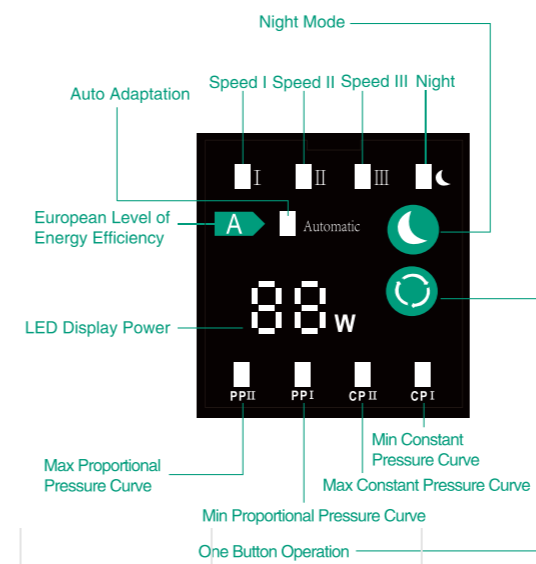 Night Mode
Speed I Speed II Speed III Night
Auto Adaptation
I II III
European Level of
Energy Efficiency
A
Automatic
LED Display Power
88 W
PPII PPI CPII CPI
Min Constant
Pressure Curve
Max Proportional
Pressure Curve
Max Constant Pressure Curve
Min Proportional Pressure Curve
One Button Operation